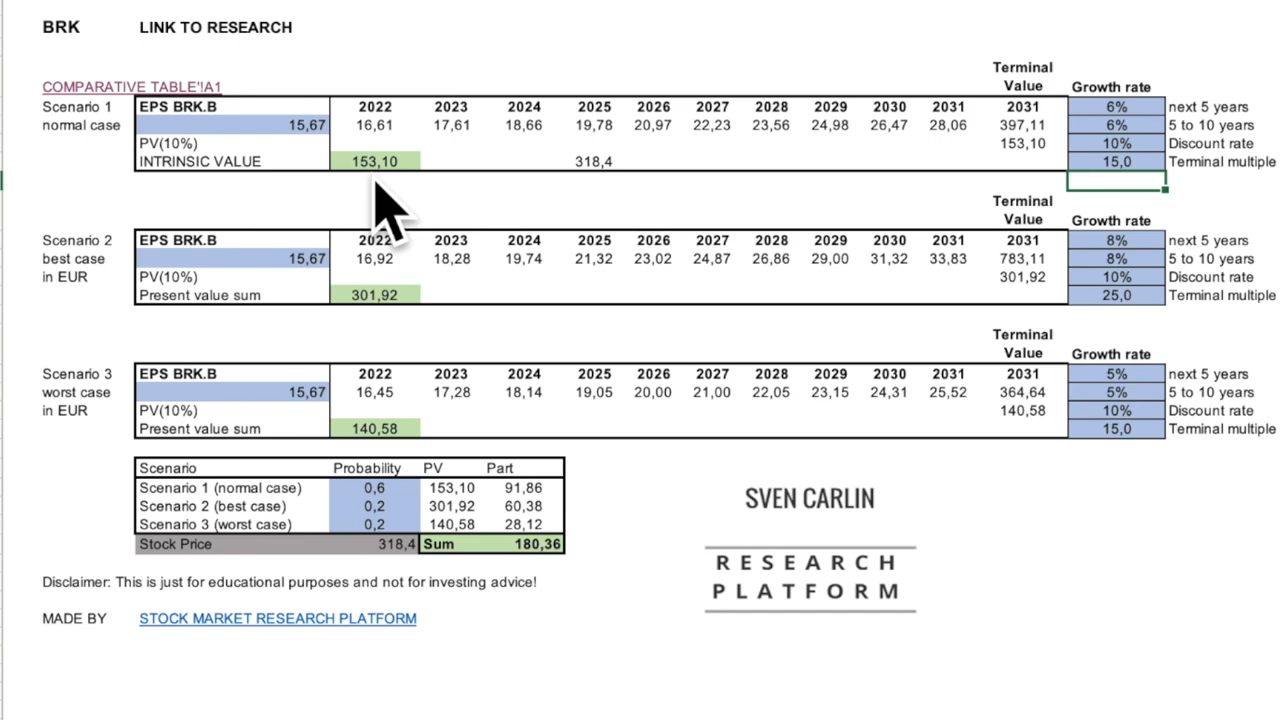 BRK LINK TO RESEARCH
Terminal
COMPARATIVE TABLE'!A1 Value Growth rate
Scenario 1 EPS BRK.B 2022 2023 2024 2025 2026 2027 2028 2029 2030 2031 2031 6% next 5 years
normal case 15,67 16,61 17,61 18,66 19,78 20,97 22,23 23,56 24,98 26,47 28,06 397,11 6% 5 to 10 years
PV(10%) 153,10 10% Discount rate
INTRINSIC VALUE 153,10 318,4 15,0 Terminal multiple
Terminal
Value Growth rate
Scenario 2 EPS BRK.B 2022 2023 2024 2025 2026 2027 2028 2029 2030 2031 2031 8% next 5 years
best case 15,67 16,92 18,28 19,74 21,32 23,02 24,87 26,86 29,00 31,32 33,83 783,11 8% 5 to 10 years
in EUR PV(10%) 301,92 10% Discount rate
Present value sum 301,92 25,0 Terminal multiple
Terminal
Value Growth rate
Scenario 3 EPS BRK.B 2022 2023 2024 2025 2026 2027 2028 2029 2030 2031 2031 5% next 5 years
worst case 15,67 16,45 17,28 18,14 19,05 20,00 21,00 22,05 23,15 24,31 25,52 364,64 5% 5 to 10 years
in EUR PV(10%) 140,58 10% Discount rate
Present value sum 140,58 15,0 Terminal multiple
Scenario Probability PV Part
Scenario 1 (normal case) 0,6 153,10 91,86
Scenario 2 (best case) 0,2 301,92 60,38
Scenario 3 (worst case) 0,2 140,58 28,12
Stock Price 318,4 Sum 180,36
SVEN CARLIN
RESEARCH
PLATFORM
Disclaimer: This is just for educational purposes and not for investing advice!
MADE BY STOCK MARKET RESEARCH PLATFORM